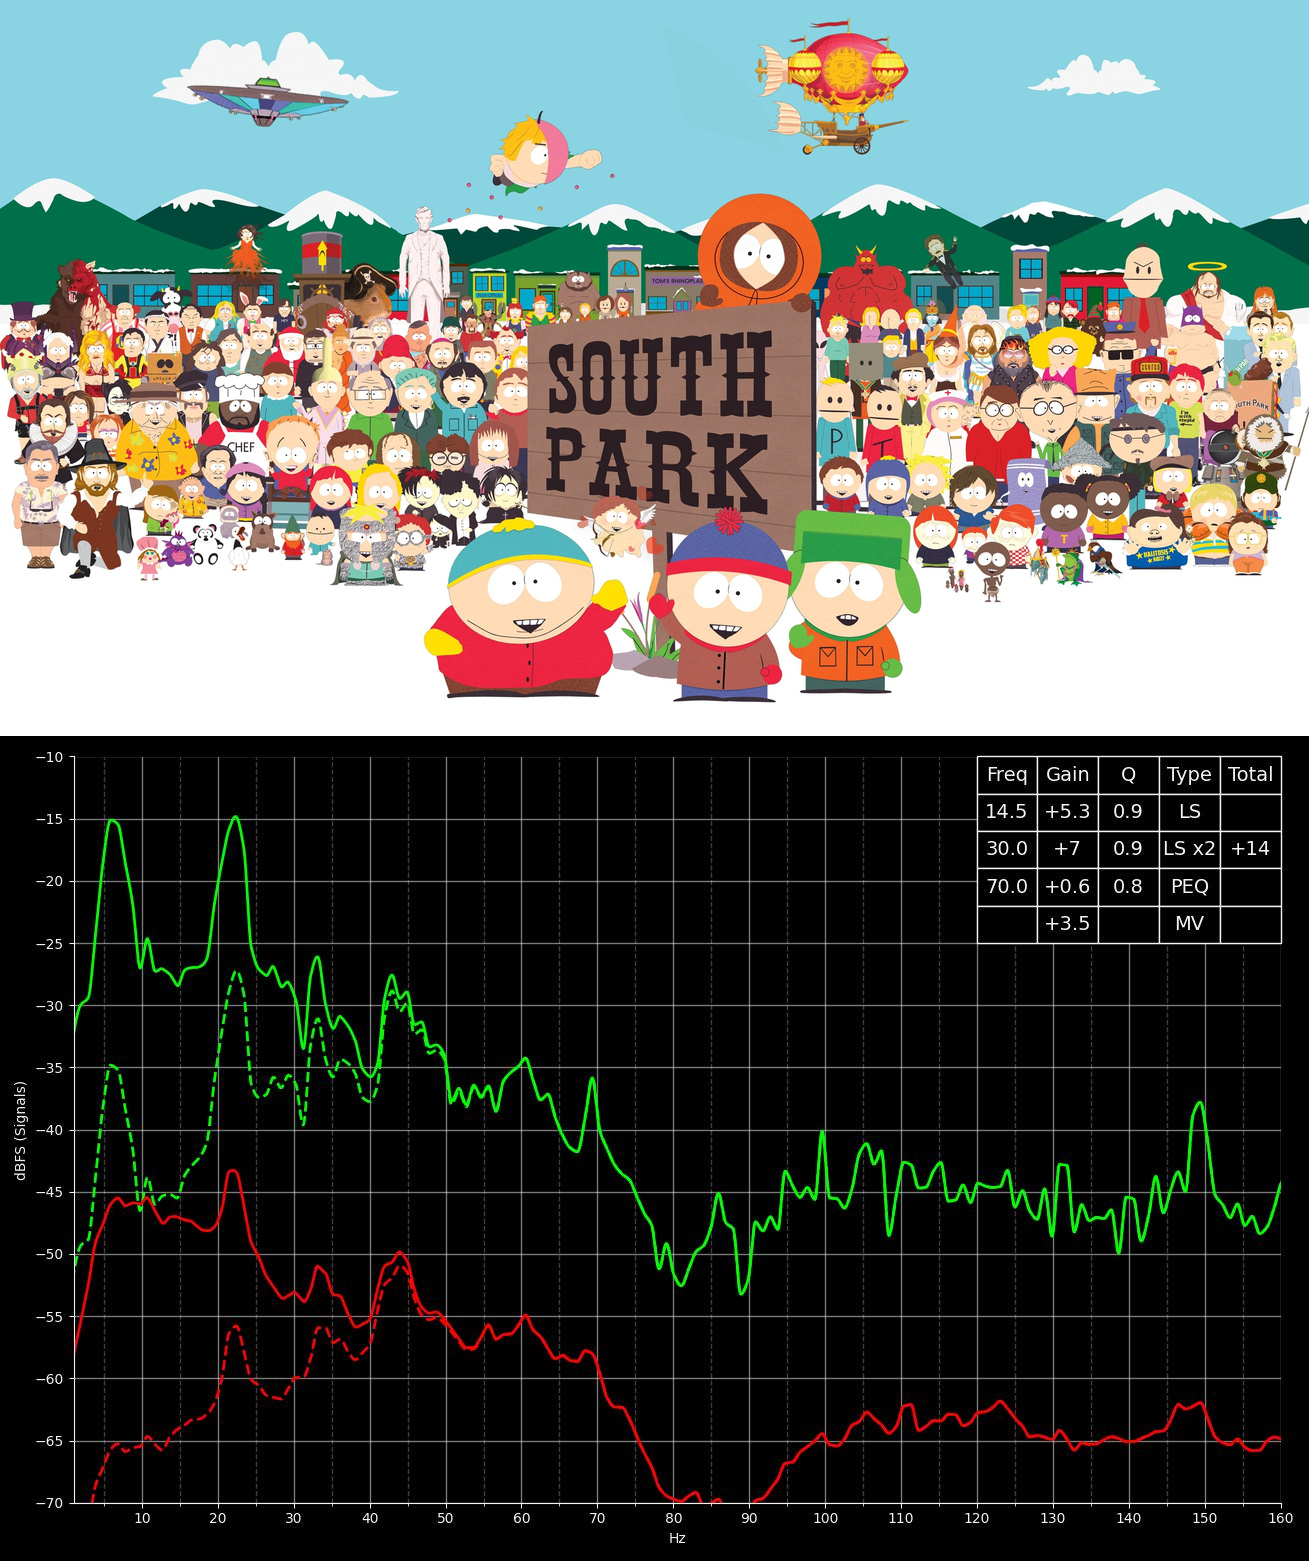 TOM'S RHINOPLAS
SOUTH
PARK
CHEF
P
T
T
HALITOSIS
−10
−15
−20
−25
−30
−35
−40
−45
−50
−55
−60
−65
−70
dBFS (Signals)
Freq Gain Q Type Total
14.5 +5.3 0.9 LS
30.0 +7 0.9 LS x2 +14
70.0 +0.6 0.8 PEQ
+3.5 MV
10 20 30 40 50 60 70 80 90 100 110 120 130 140 150 160
Hz